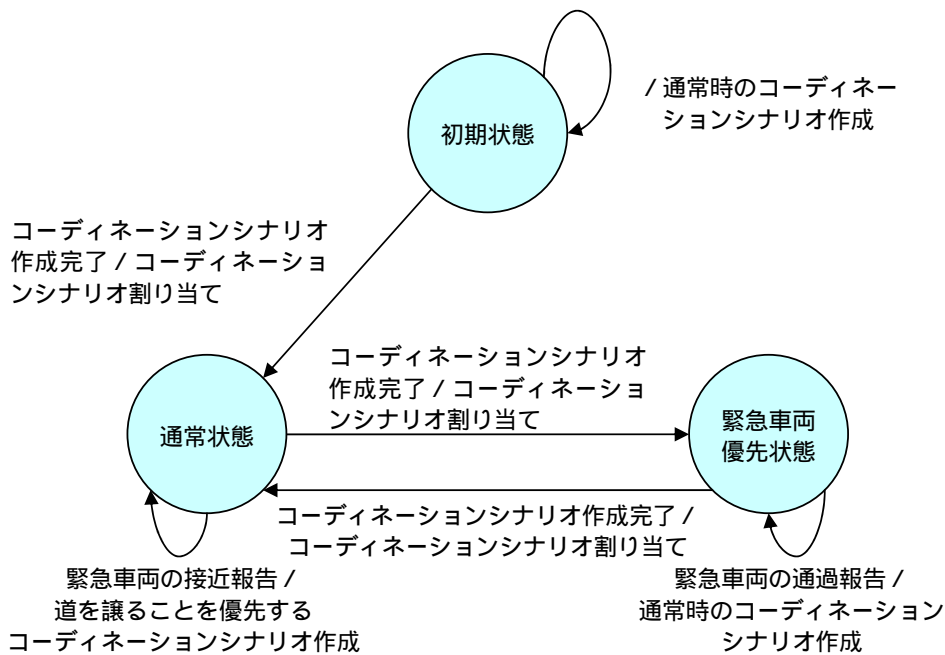 / 通常時のコーディネー
ションシナリオ作成
初期状態
コーディネーションシナリオ
作成完了 / コーディネーショ
ンシナリオ割り当て
コーディネーションシナリオ
作成完了 / コーディネーショ
ンシナリオ割り当て
通常状態
緊急車両
優先状態
コーディネーションシナリオ作成完了 /
コーディネーションシナリオ割り当て
緊急車両の接近報告 /
道を譲ることを優先する
コーディネーションシナリオ作成
緊急車両の通過報告 /
通常時のコーディネーション
シナリオ作成